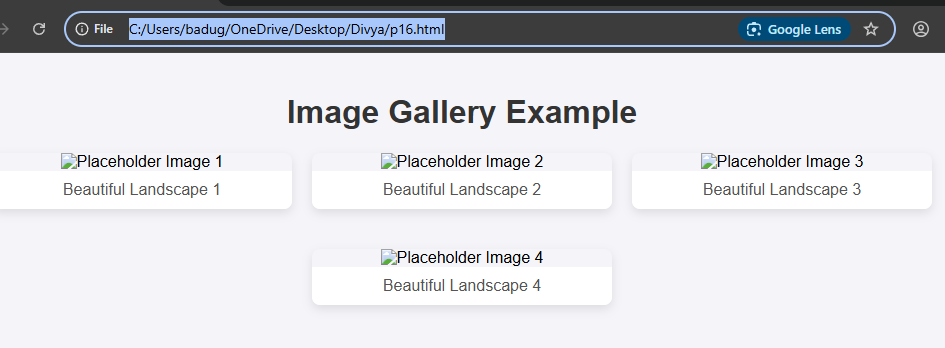 File C:/Users/badug/OneDrive/Desktop/Divya/p16.html Google Lens
Image Gallery Example
Placeholder Image 1 Placeholder Image 2 Placeholder Image 3
Beautiful Landscape 1 Beautiful Landscape 2 Beautiful Landscape 3
Placeholder Image 4
Beautiful Landscape 4